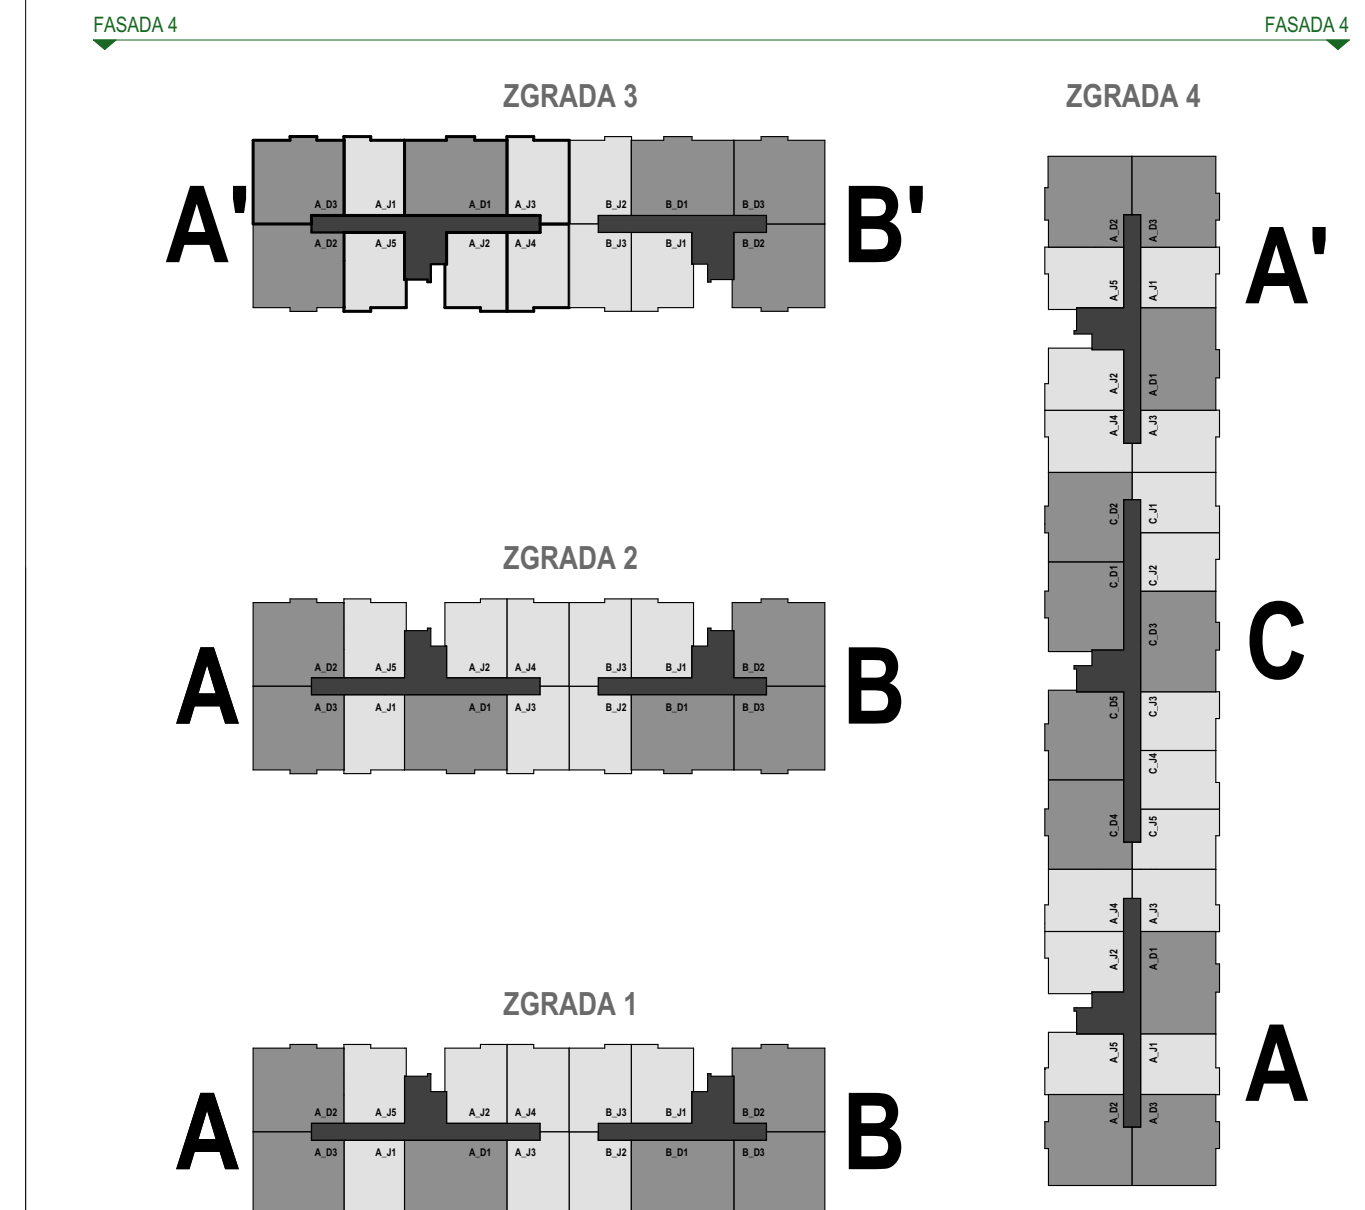 FASADA 4 FASADA 4
ZGRADA 3 ZGRADA 4
A' B'
A_D3 A_J1 A_D1 A_J3 B_J2 B_D1 B_D3
A_D2 A_J5 A_J2 A_J4 B_J3 B_J1 B_D2
ZGRADA 2
A B
A_D2 A_J5 A_J2 A_J4 B_J3 B_J1 B_D2
A_D3 A_J1 A_D1 A_J3 B_J2 B_D1 B_D3
ZGRADA 1
A B
A_D2 A_J5 A_J2 A_J4 B_J3 B_J1 B_D2
A_D3 A_J1 A_D1 A_J3 B_J2 B_D1 B_D3
A'
A_D2 A_D3
A_J5 A_J1
A_J2 A_D1
A_J4 A_J3
C
C_D2 C_J1
C_D1 C_J2
C_D3
C_D5 C_J3
C_J4
C_D4 C_J5
A
A_J4 A_J3
A_J2 A_D1
A_J5 A_J1
A_D2 A_D3